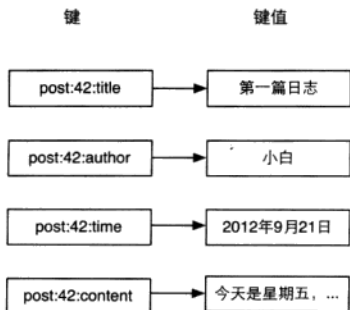 键 键值
post:42:title 第一篇日志
post:42:author 小白
post:42:time 2012年9月21日
post:42:content 今天是星期五，...